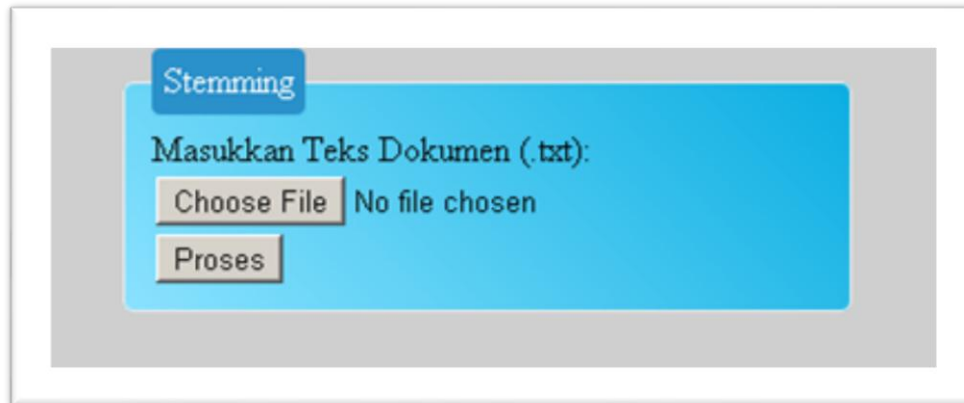 Stemming
Masukkan Teks Dokumen (.txt):
Choose File No file chosen
Proses